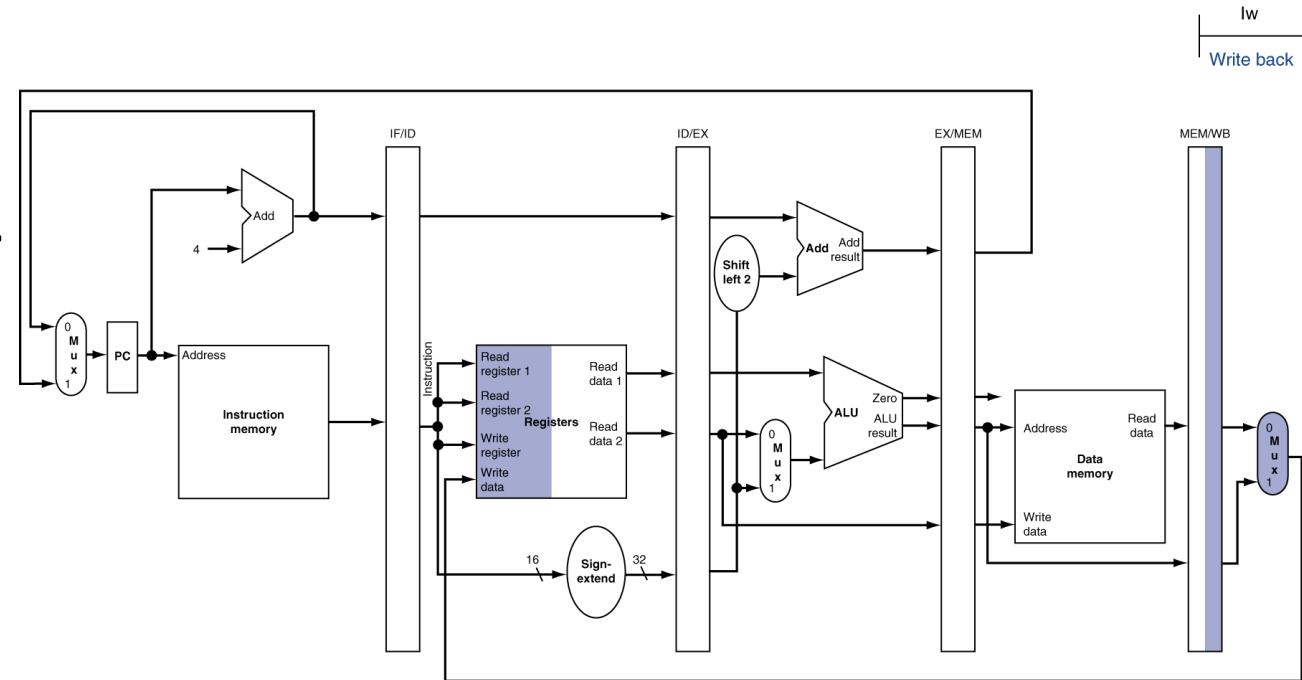 lw
Write back
IF/ID
ID/EX
EX/MEM
MEM/WB
Add
4
Add
Add
result
Shift
left 2
0
M
u
x
1
PC
Address
Instruction
memory
Instruction
Read
register 1
Read
register 2
Write
register
Write
data
Registers
Read
data 1
Read
data 2
16
Sign-
extend
32
0
M
u
x
1
ALU
Zero
ALU
result
Address
Data
memory
Read
data
Write
data
0
M
u
x
1